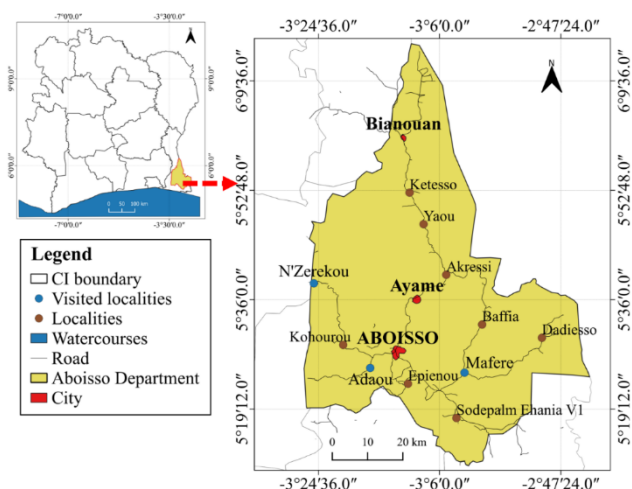 -7°0'0.0" -3°30'0.0"
N
9°0'0.0" 9°0'0.0"
6°0'0.0" 6°0'0.0"
0 50 100 km
-7°0'0.0" -3°30'0.0"
Legend
CI boundary
Visited localities
Localities
Watercourses
Road
Aboisso Department
City
-3°24'36.0" -3°6'0.0" -2°47'24.0"
6°9'36.0" 6°9'36.0"
N
Bianouan
5°52'48.0" 5°52'48.0"
Ketesso
Yaou
Akressi
N'Zerekou
Ayame
5°36'0.0" 5°36'0.0"
Baffia
Dadiesso
Kohourou
ABOISSO
Mafere
Adaou
Epienou
5°19'12.0" 5°19'12.0"
Sodepalm Ehania V1
0 10 20 km
-3°24'36.0" -3°6'0.0" -2°47'24.0"